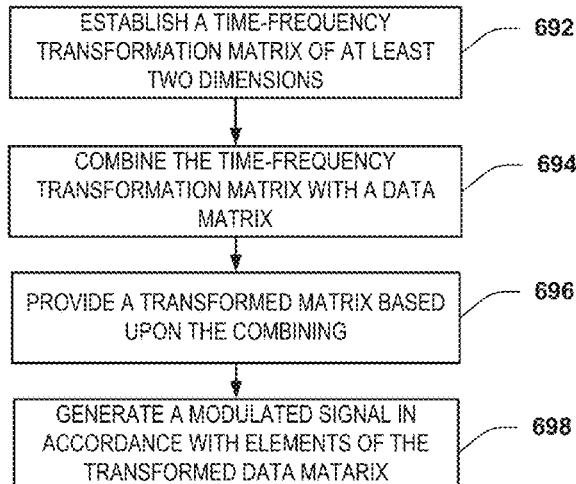 ESTABLISH A TIME-FREQUENCY
TRANSFORMATION MATRIX OF AT LEAST
TWO DIMENSIONS
692
COMBINE THE TIME-FREQUENCY
TRANSFORMATION MATRIX WITH A DATA
MATRIX
694
PROVIDE A TRANSFORMED MATRIX BASED
UPON THE COMBINING
696
GENERATE A MODULATED SIGNAL IN
ACCORDANCE WITH ELEMENTS OF THE
TRANSFORMED DATA MATARIX
698